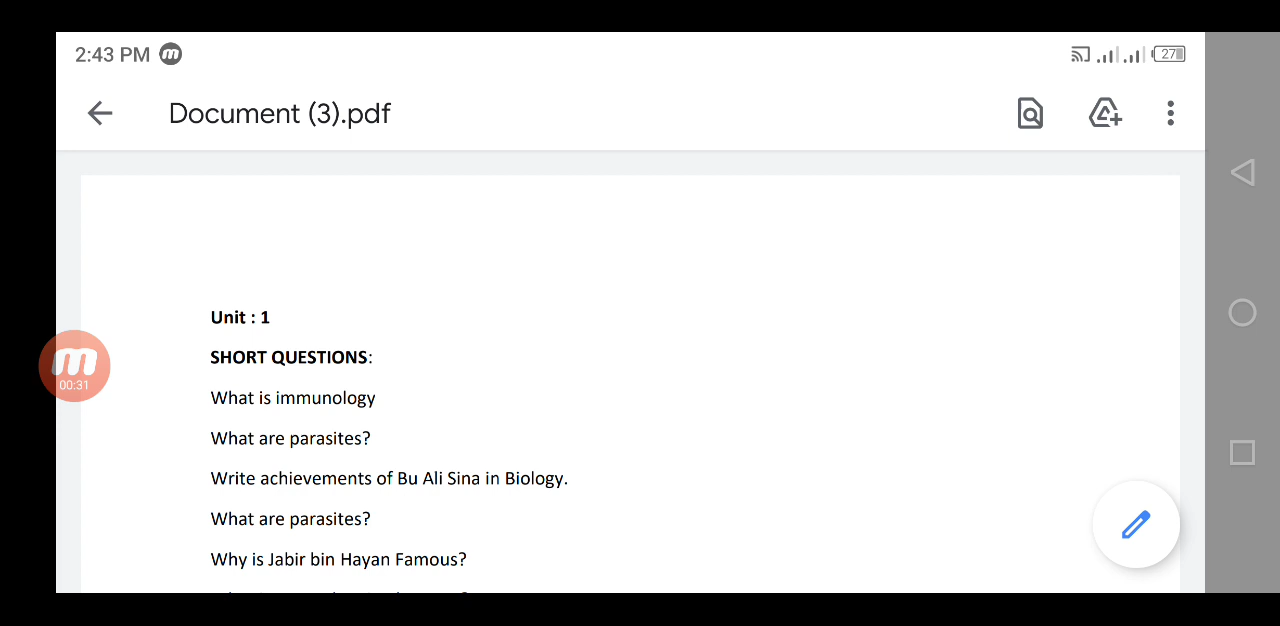 2:43 PM m
27
Document (3).pdf
Unit : 1
SHORT QUESTIONS:
What is immunology
What are parasites?
Write achievements of Bu Ali Sina in Biology.
What are parasites?
Why is Jabir bin Hayan Famous?
m
00:31